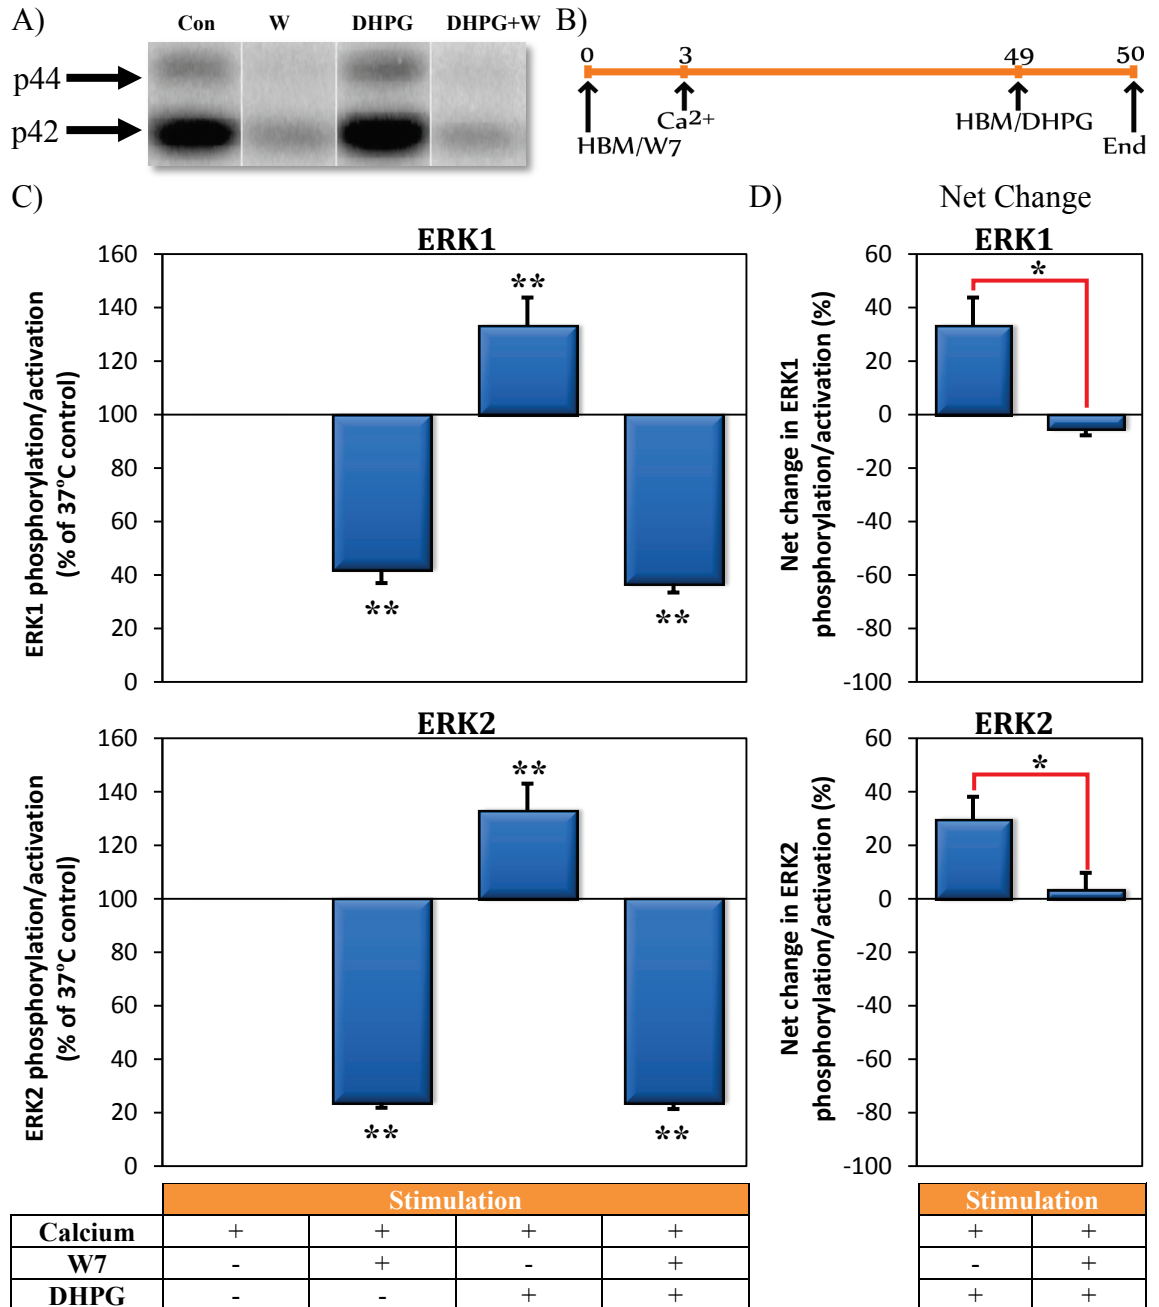 A)
Con W DHPG DHPG+W
p44
p42
B)
0 3 49 50
Ca2+
HBM/DHPG
HBM/W7
End
C)
ERK1
160
140
120
100
80
60
40
20
0
ERK1 phosphorylation/activation
(% of 37°C control)
**
**
**
D)
Net Change
ERK1
60
40
20
0
-20
-40
-60
-80
-100
Net change in ERK1
phosphorylation/activation (%)
*
ERK2
160
140
120
100
80
60
40
20
0
ERK2 phosphorylation/activation
(% of 37°C control)
**
**
**
ERK2
60
40
20
0
-20
-40
-60
-80
-100
Net change in ERK2
phosphorylation/activation (%)
*
Stimulation
Calcium + + + +
W7 - + - +
DHPG - - + +
Stimulation
+ +
- +
+ +